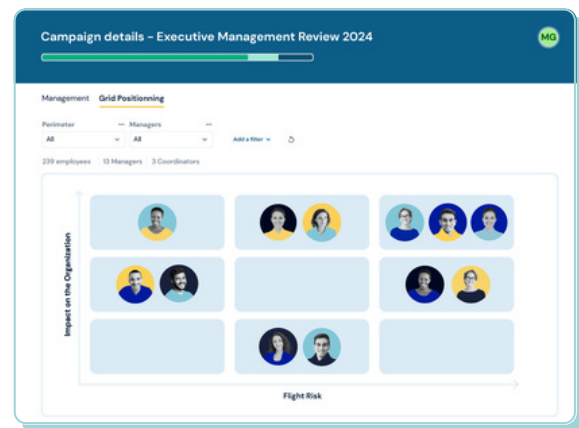 Campaign details - Executive Management Review 2024
MG
Management Grid Positionning
Perimeter Managers
All All Add a filter
239 employees 13 Managers 3 Coordinators
Impact on the Organization
Flight Risk